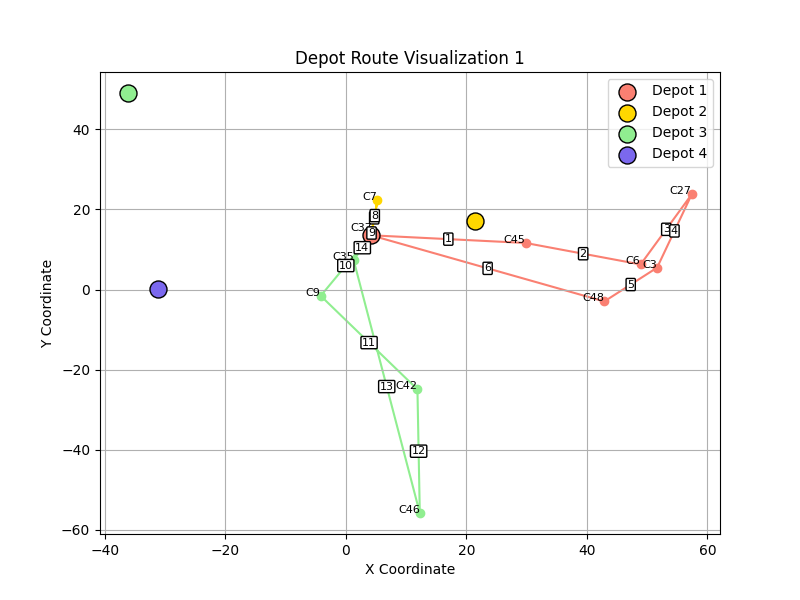 Depot Route Visualization 1
Depot 1
Depot 2
Depot 3
Depot 4
Y Coordinate
40
20
0
−20
−40
−60
C27
C7
8
C3
9
1
C45
3
4
14
2
C35
10
C6
C3
6
5
C9
C48
11
13
C42
12
C46
−40
−20
0
20
40
60
X Coordinate